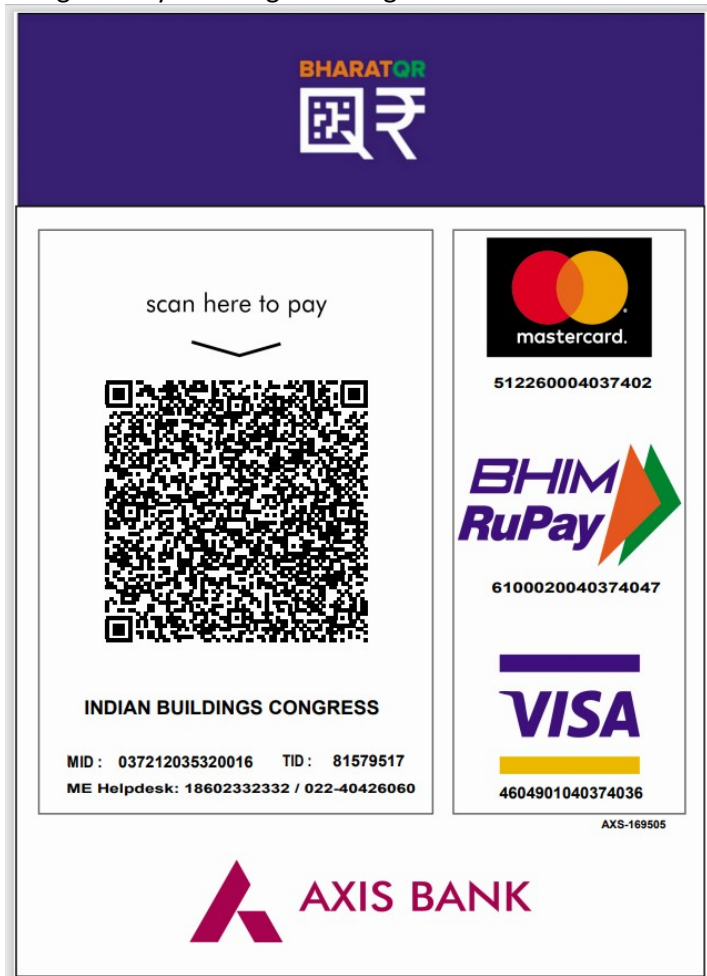 BHARATQR
scan here to pay
INDIAN BUILDINGS CONGRESS
MID : 037212035320016 TID : 81579517
ME Helpdesk: 18602332332 / 022-40426060
mastercard.
512260004037402
BHIM
RuPay
6100020040374047
VISA
4604901040374036
AXS-169505
AXIS BANK